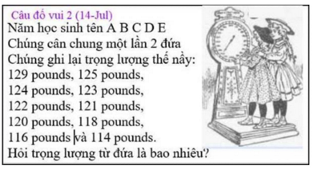 Câu đố vui 2 (14-Jul)
Năm học sinh tên A B C D E
Chúng cân chung một lần 2 đứa
Chúng ghi lại trọng lượng thế nầy:
129 pounds, 125 pounds,
124 pounds, 123 pounds,
122 pounds, 121 pounds,
120 pounds, 118 pounds,
116 pounds và 114 pounds.
Hỏi trọng lượng từ đứa là bao nhiêu?